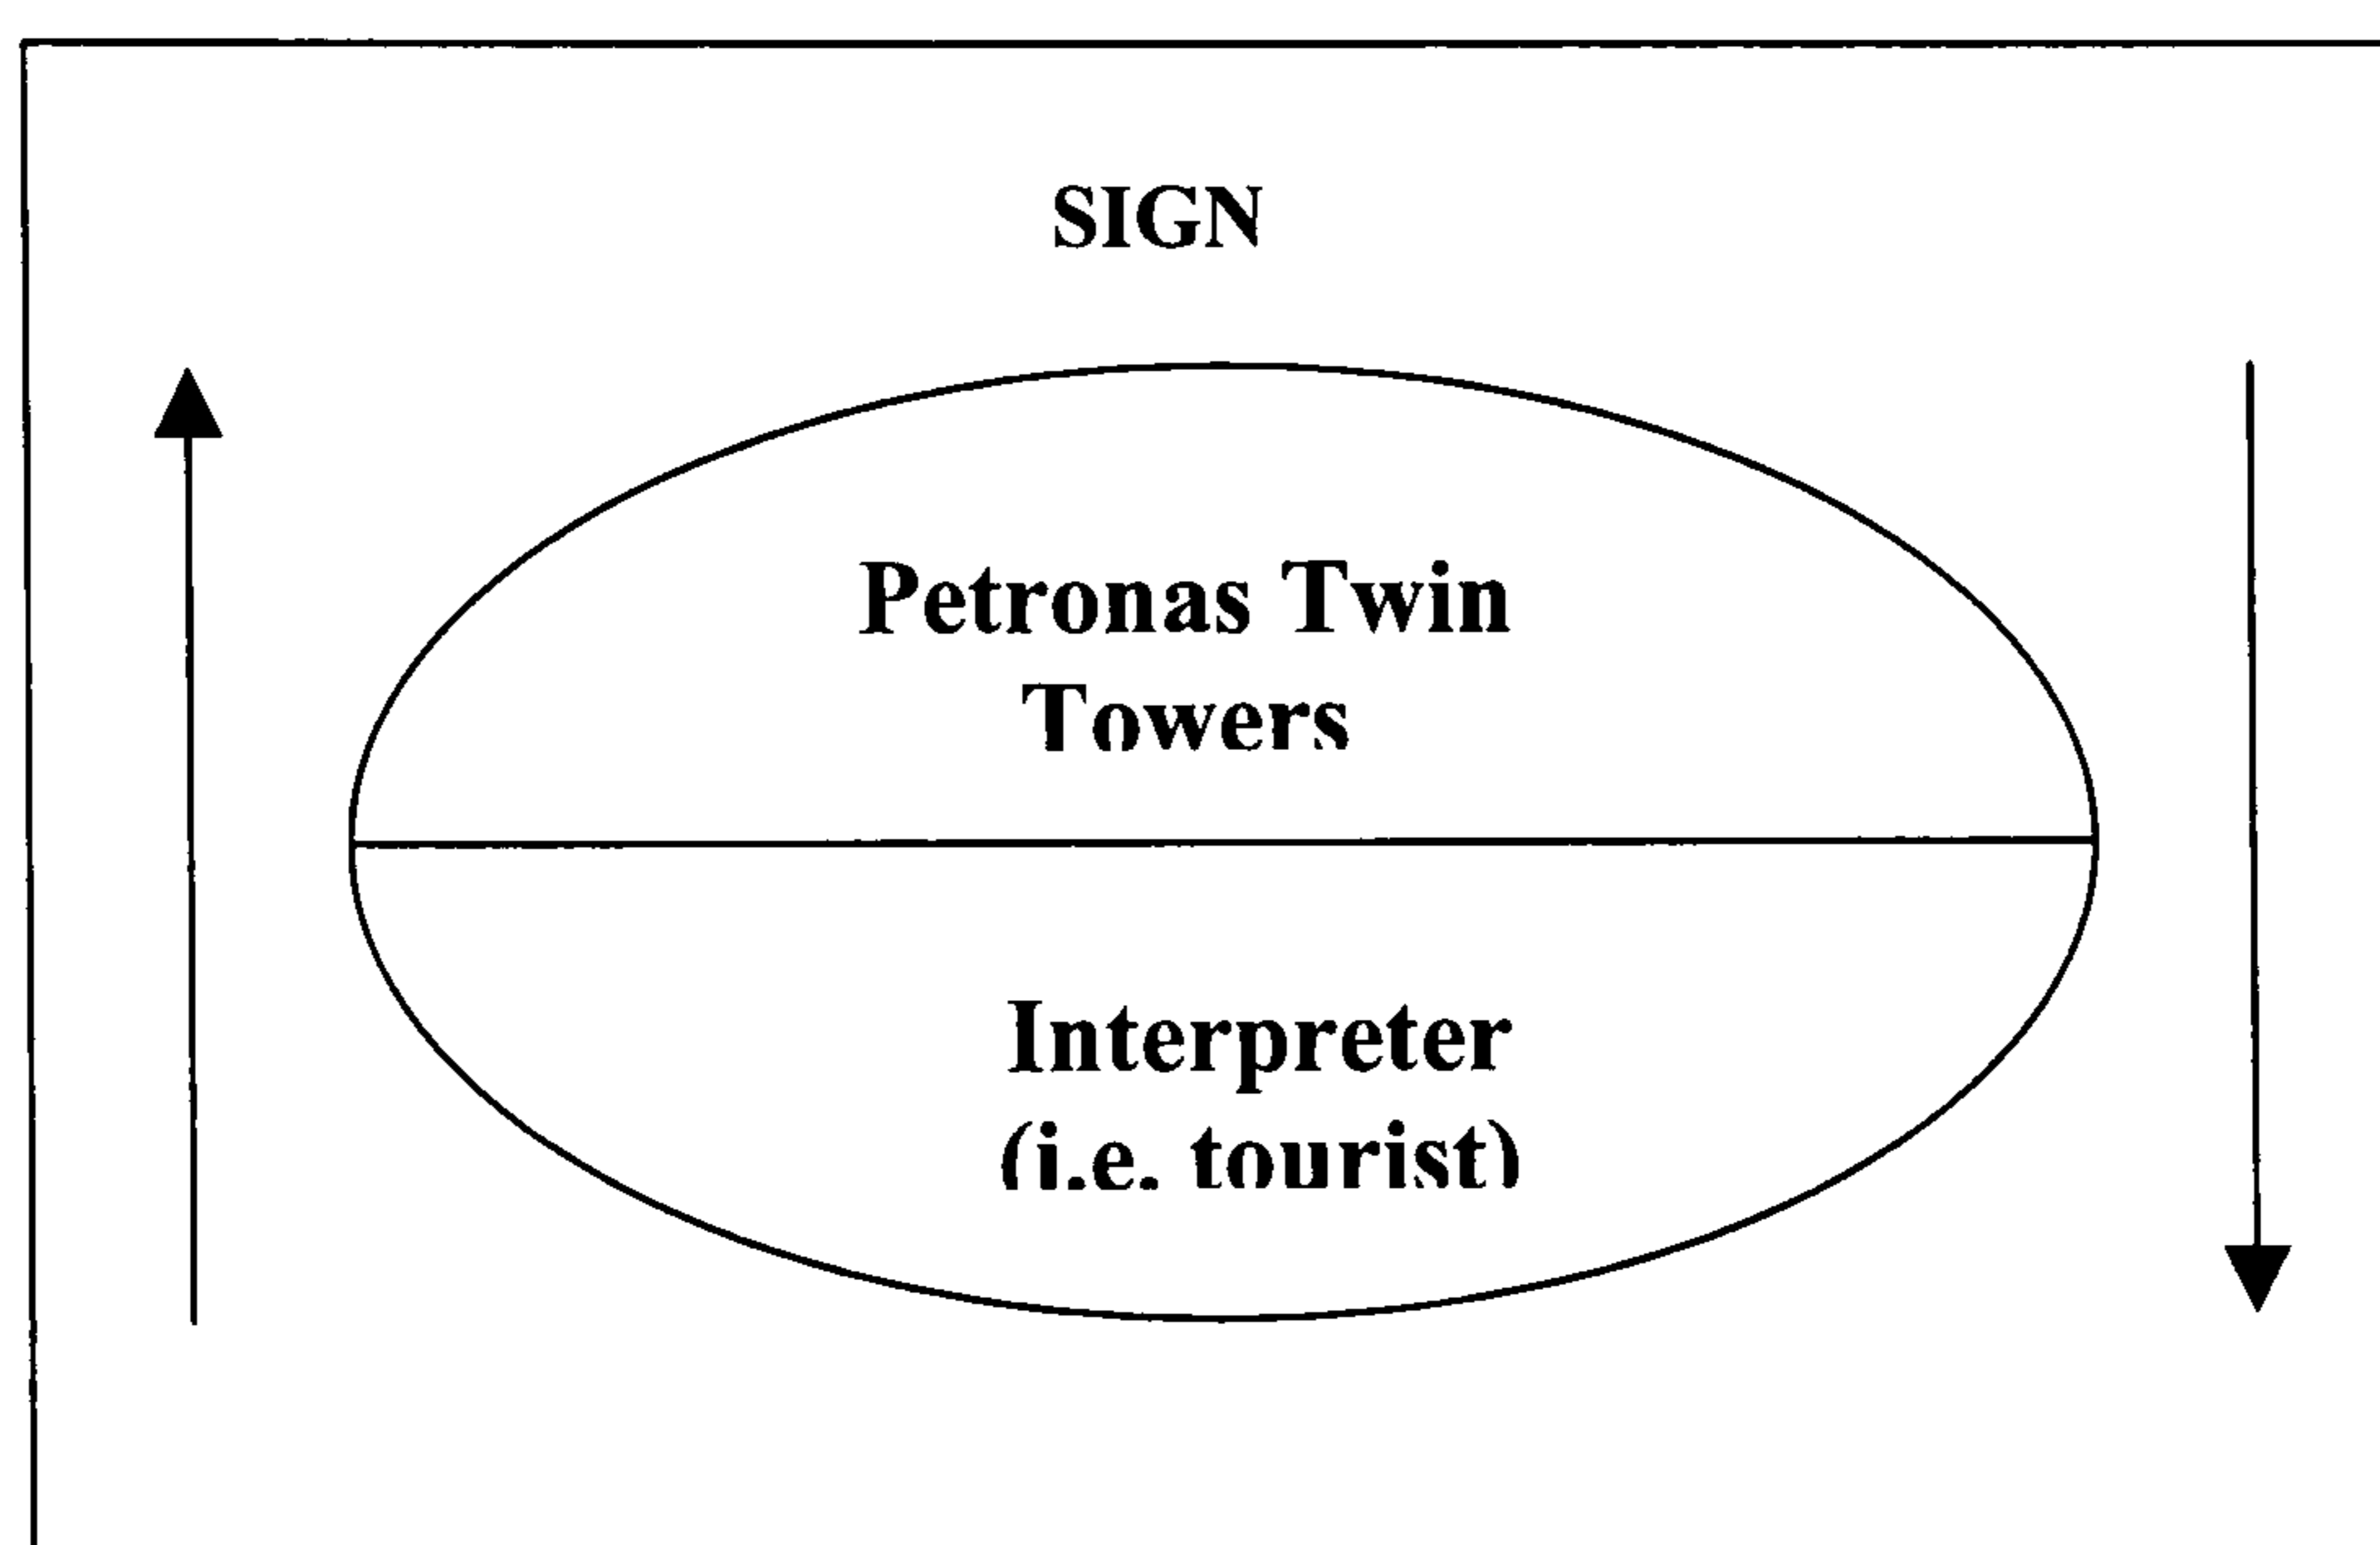 SIGN
Petronas Twin
Towers
Interpreter
(i.e. tourist)